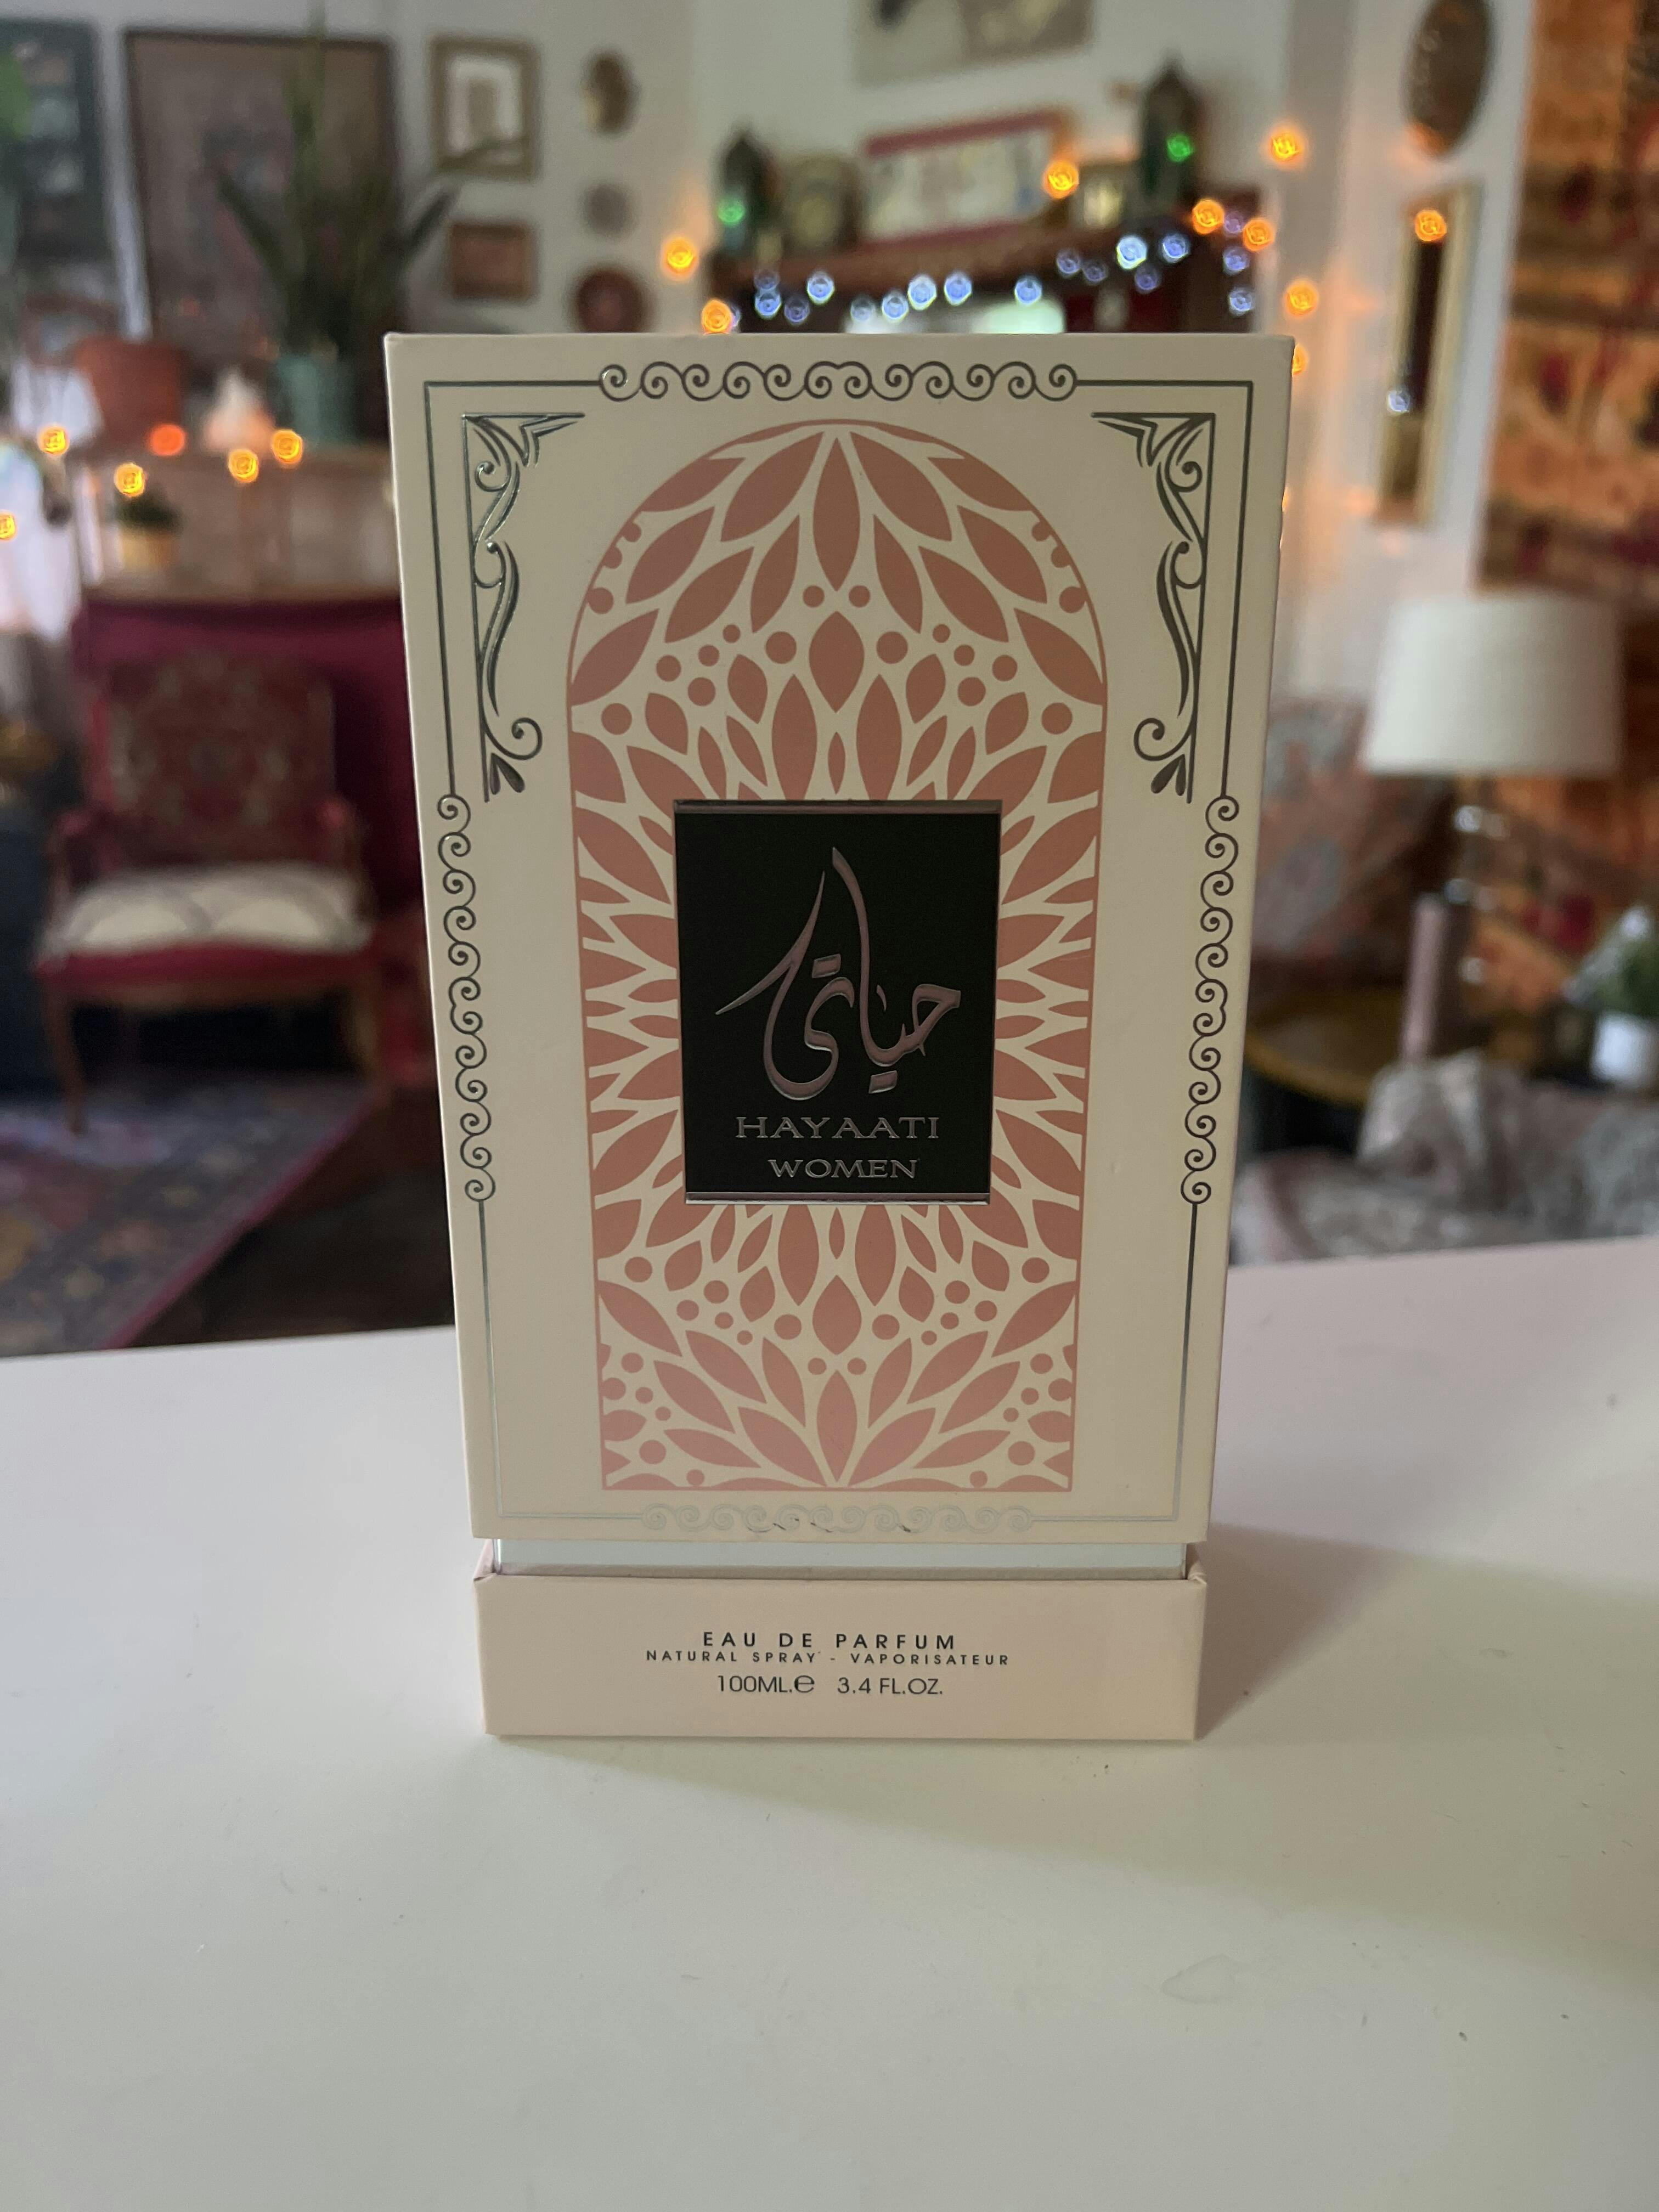 حياتي
HAYAATI
WOMEN
EAU DE PARFUM
NATURAL SPRAY - VAPORISATEUR
100ML.e 3.4 FL.OZ.